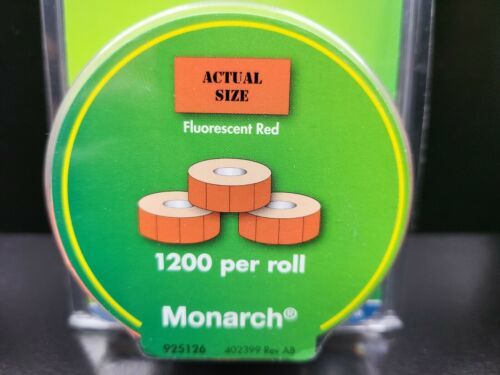 ACTUAL
SIZE
Fluorescent Red
1200 per roll
Monarch®
925126 402399 Rev AB